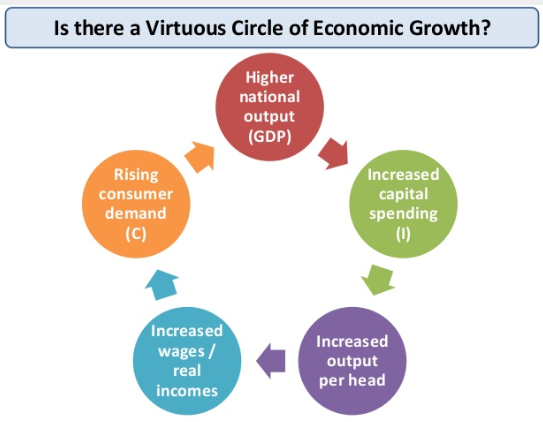 Is there a Virtuous Circle of Economic Growth?
Higher
national
output
(GDP)
Increased
capital
spending
(I)
Increased
output
per head
Increased
wages /
real
incomes
Rising
consumer
demand
(C)